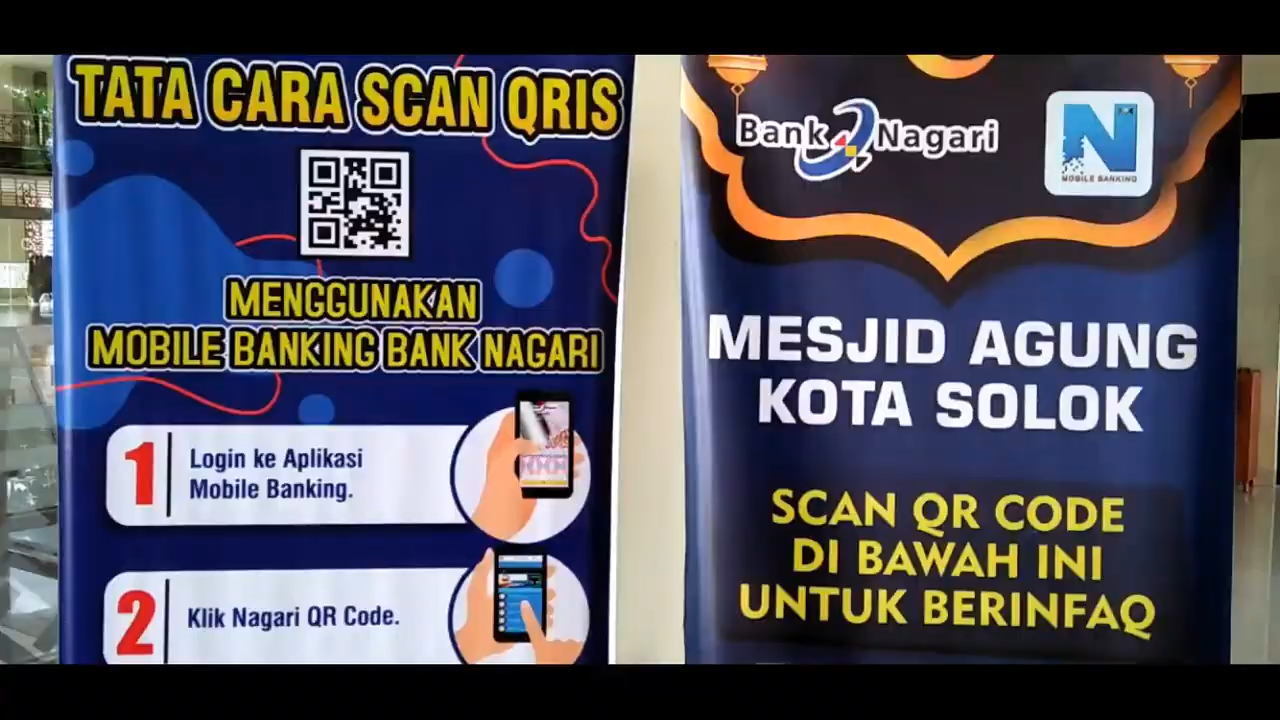 TATA CARA SCAN QRIS
MENGGUNAKAN
MOBILE BANKING BANK NAGARI
1
Login ke Aplikasi
Mobile Banking.
2
Klik Nagari QR Code.
Bank Nagari
N
MOBILE BANKING
MESJID AGUNG
KOTA SOLOK
SCAN QR CODE
DI BAWAH INI
UNTUK BERINFAQ